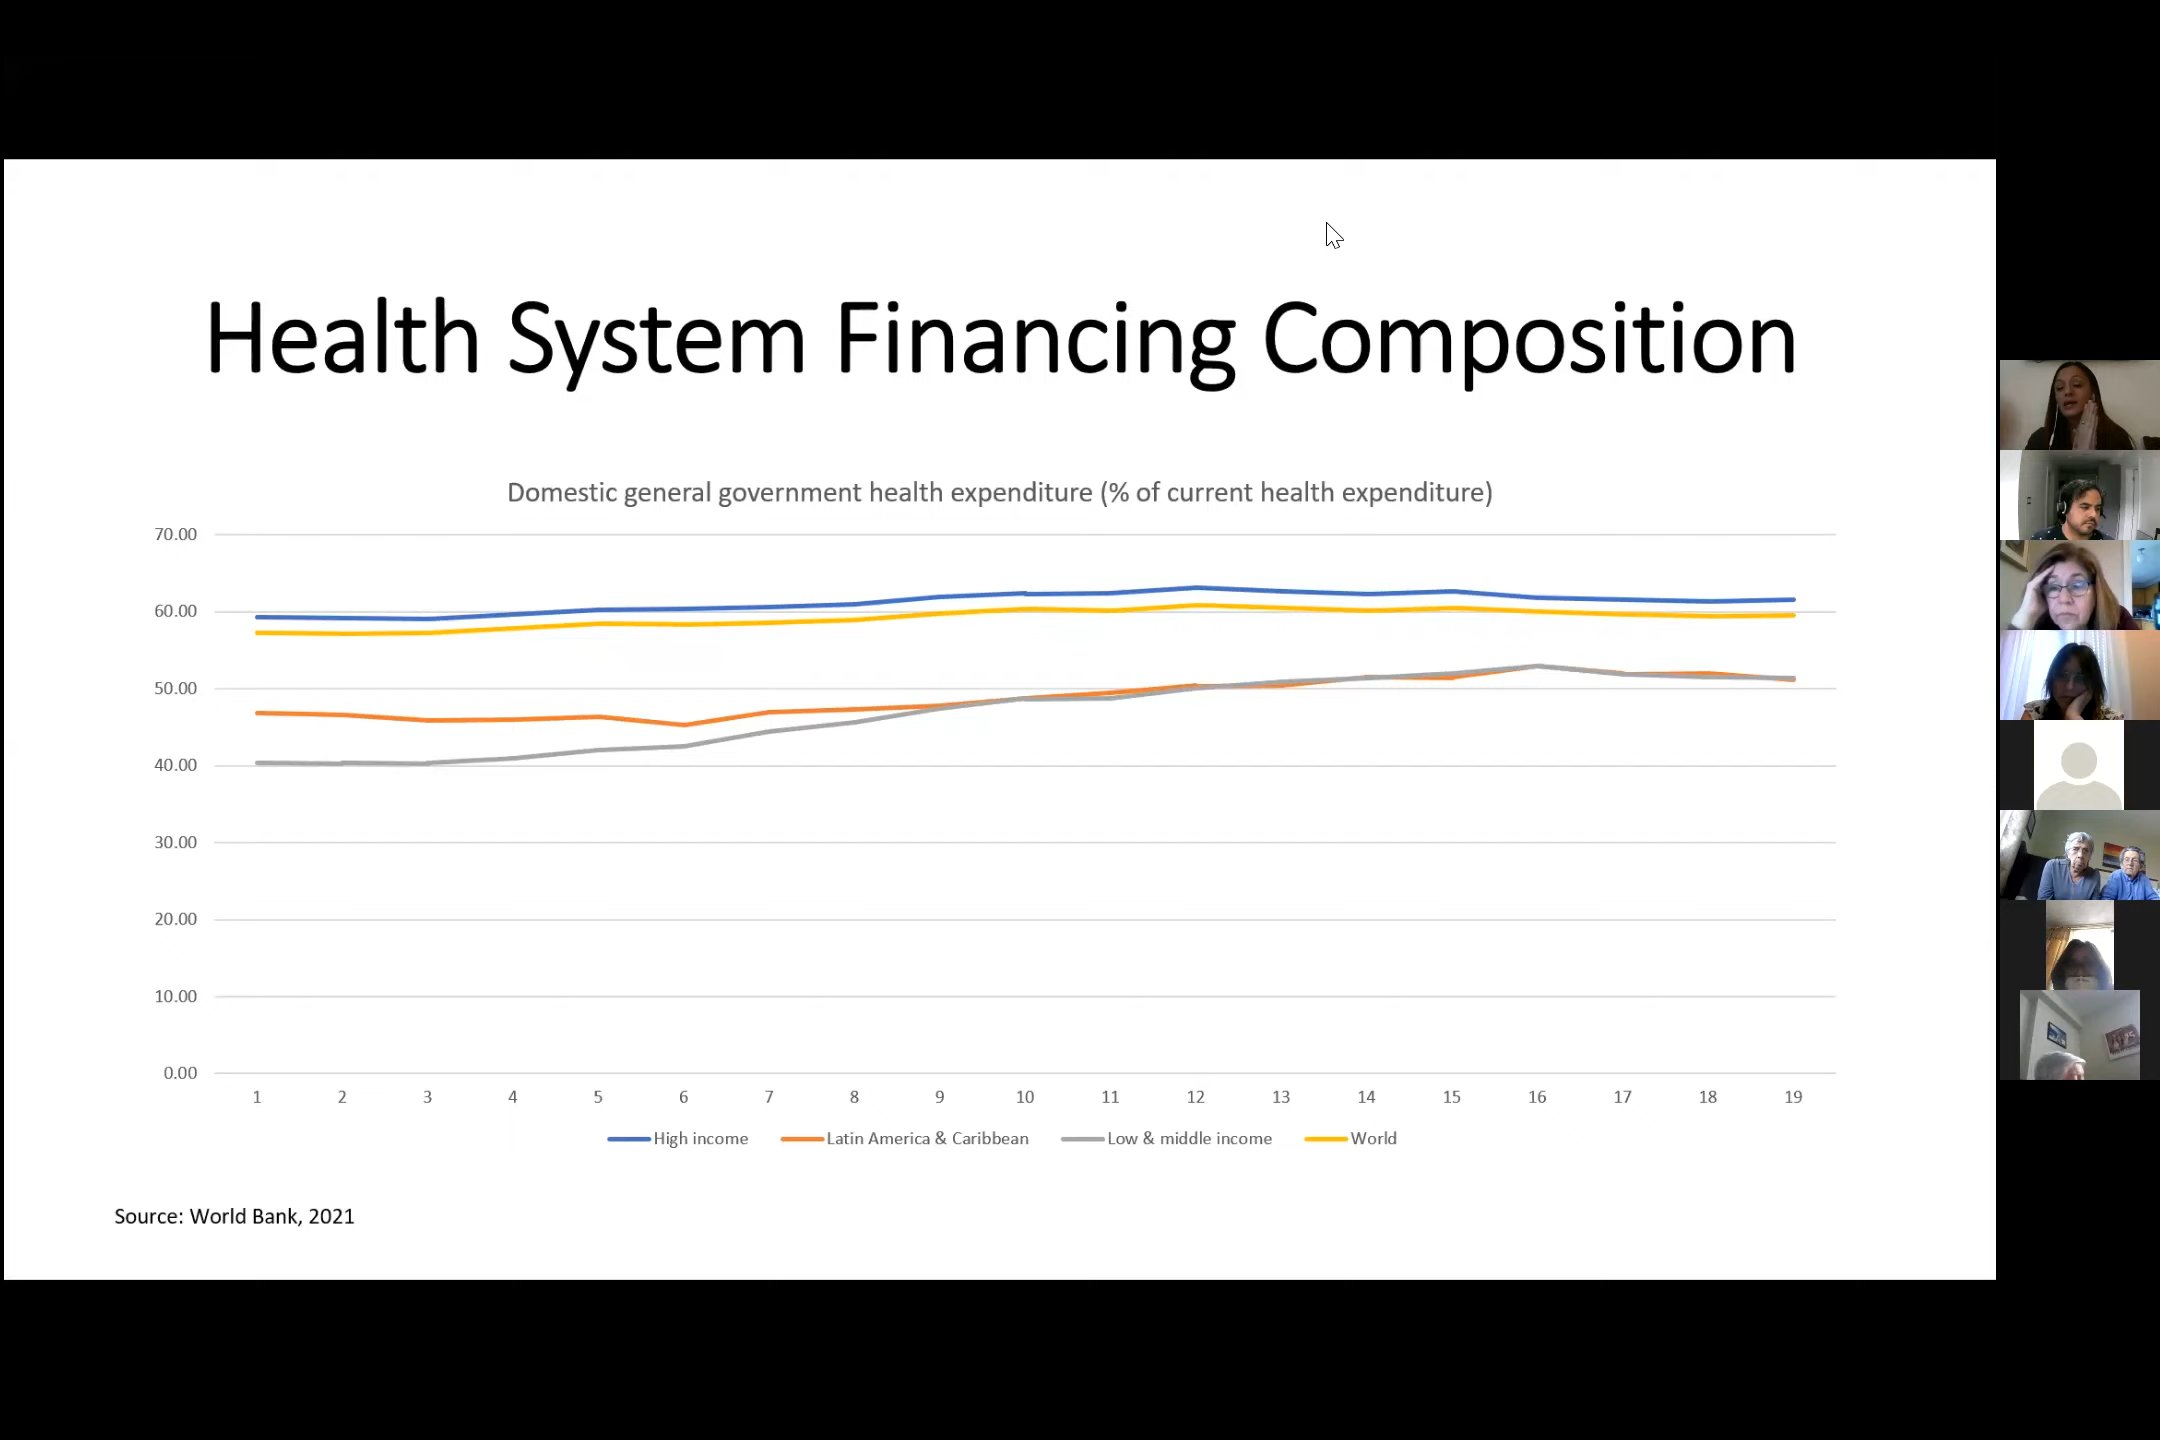 Health System Financing Composition
Domestic general government health expenditure (% of current health expenditure)
70.00
60.00
50.00
40.00
30.00
20.00
10.00
0.00
1 2 3 4 5 6 7 8 9 10 11 12 13 14 15 16 17 18 19
High income Latin America & Caribbean Low & middle income World
Source: World Bank, 2021